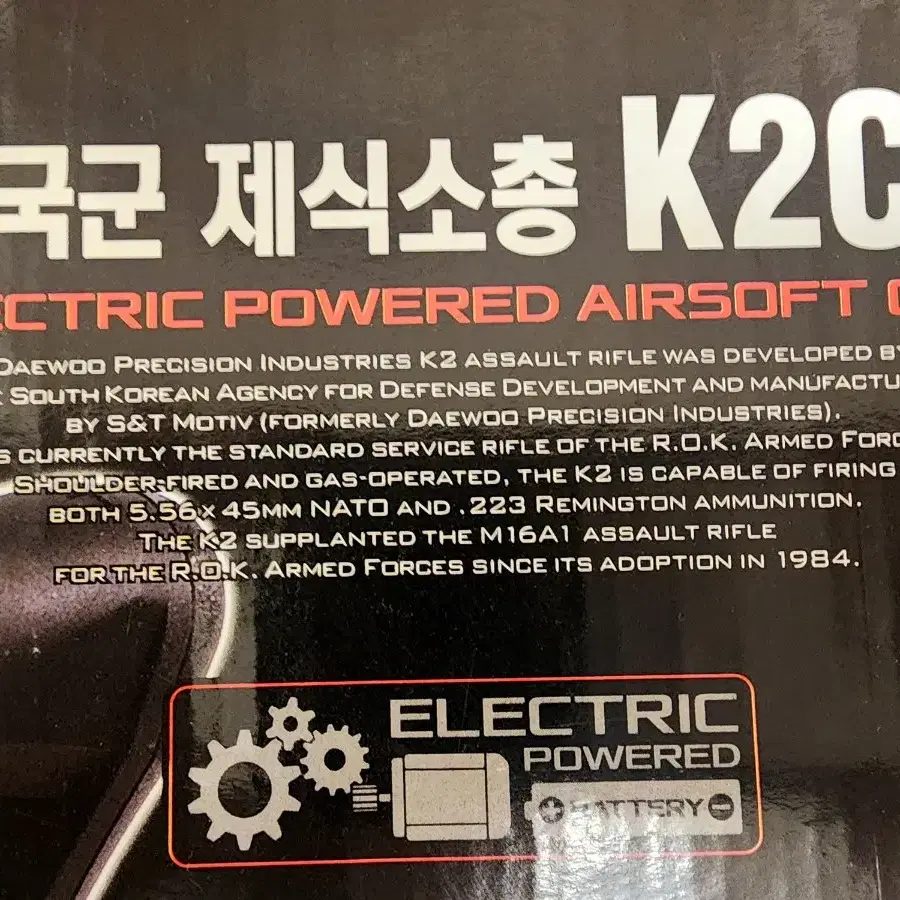 국군 제식소총 K2C
ECTRIC POWERED AIRSOFT
DAEWOO PRECISION INDUSTRIES K2 ASSAULT RIFLE WAS DEVELOPED BY
SOUTH KOREAN AGENCY FOR DEFENSE DEVELOPMENT AND MANUFACTU
BY S&T MOTIV (FORMERLY DAEWOO PRECISION INDUSTRIES).
S CURRENTLY THE STANDARD SERVICE RIFLE OF THE R.O.K. ARMED FORC
SHOULDER-FIRED AND GAS-OPERATED, THE K2 IS CAPABLE OF FIRING
BOTH 5.56x 45MM NATO AND .223 REMINGTON AMMUNITION.
THE K2 SUPPLANTED THE M16A1 ASSAULT RIFLE
FOR THE R.O.K. ARMED FORCES SINCE ITS ADOPTION IN 1984.
ELECTRIC
POWERED
+ BATTERY -